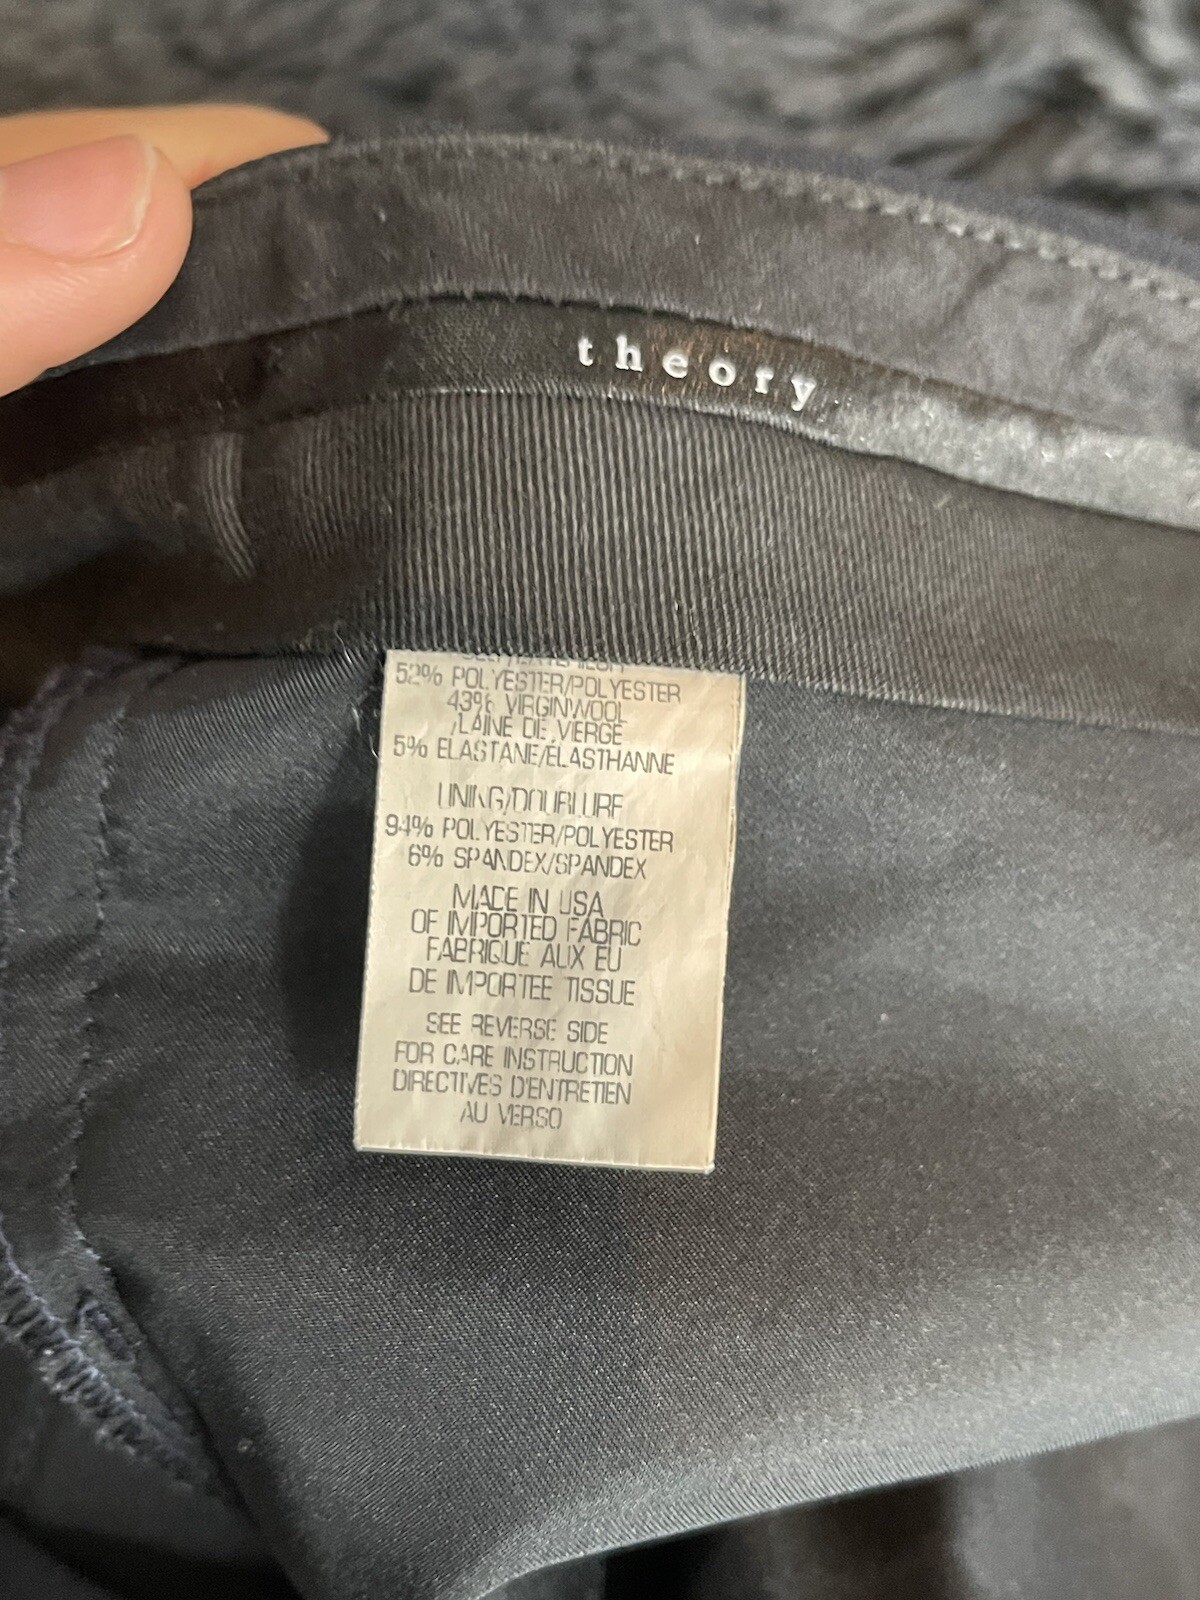 theory
52% POLYESTER/POLYESTER
43% VIRGINWOOL
/LAINE DE VIERGE
5% ELASTANE/ÉLASTHANNE
LINING/DOUBLURE
94% POLYESTER/POLYESTER
6% SPANDEX/SPANDEX
MADE IN USA
OF IMPORTED FABRIC
FABRIQUE AUX EU
DE IMPORTEE TISSUE
SEE REVERSE SIDE
FOR CARE INSTRUCTION
DIRECTIVES D'ENTRETIEN
AU VERSO